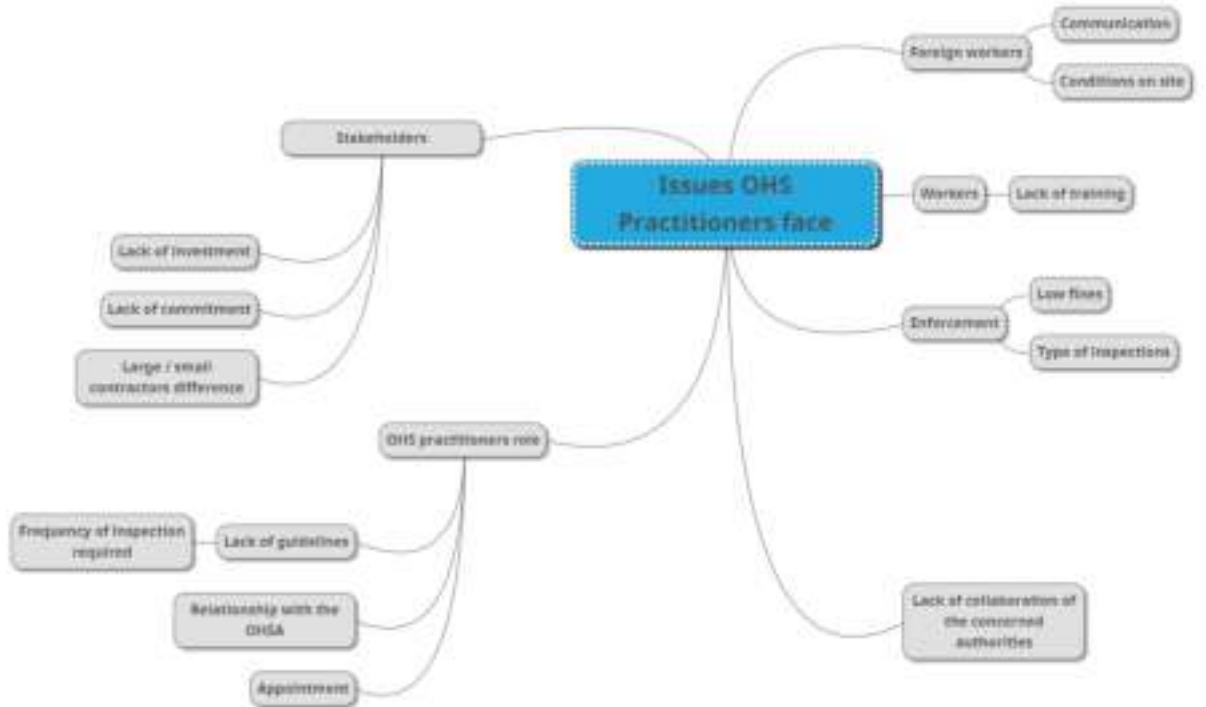 Communication
Foreign workers
Conditions on site
Stakeholders
Issues OHS
Practitioners face
Workers
Lack of training
Lack of investment
Lack of commitment
Large / small
contractors difference
Low fines
Enforcement
Type of inspections
OHS practitioners role
Frequency of inspection
required
Lack of guidelines
Relationship with the
OHSA
Appointment
Lack of collaboration of
the concerned
authorities